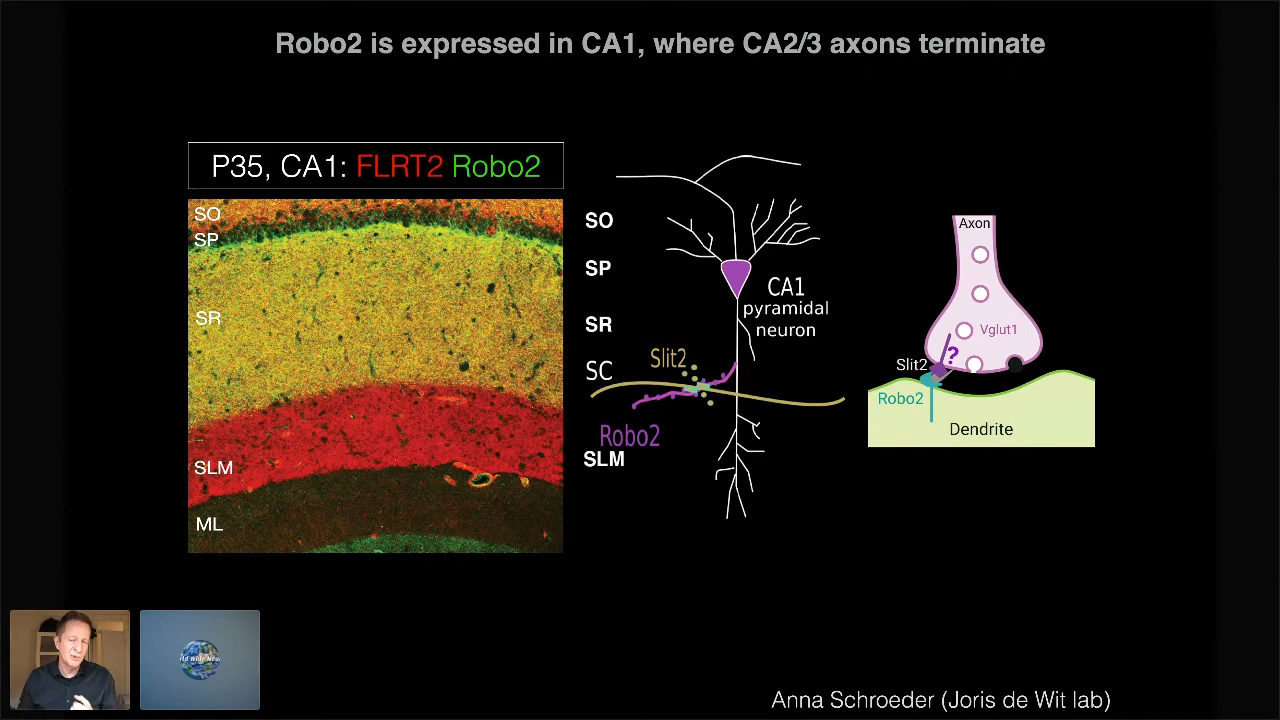 Robo2 is expressed in CA1, where CA2/3 axons terminate
P35, CA1: FLRT2 Robo2
SO
SP
SR
SLM
ML
SO
SP
SR
SC
SLM
CA1
pyramidal
neuron
Slit2
Robo2
Axon
Vglut1
?
Slit2
Robo2
Dendrite
Anna Schroeder (Joris de Wit lab)